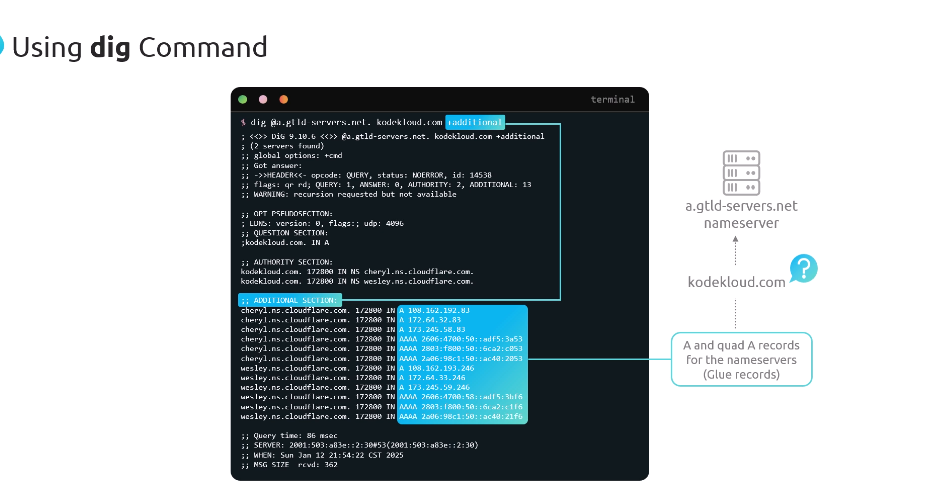 Using dig Command
terminal
$ dig @a.gtld-servers.net. kodekloud.com +additional
; <<>> DiG 9.10.6 <<>> @a.gtld-servers.net. kodekloud.com +additional
; (2 servers found)
;; global options: +cmd
;; Got answer:
;; ->>HEADER<<- opcode: QUERY, status: NOERROR, id: 14538
;; flags: qr rd; QUERY: 1, ANSWER: 0, AUTHORITY: 2, ADDITIONAL: 13
;; WARNING: recursion requested but not available
;; OPT PSEUDOSECTION:
; EDNS: version: 0, flags:; udp: 4096
;; QUESTION SECTION:
;kodekloud.com. IN A
;; AUTHORITY SECTION:
kodekloud.com. 172800 IN NS cheryl.ns.cloudflare.com.
kodekloud.com. 172800 IN NS wesley.ns.cloudflare.com.
;; ADDITIONAL SECTION:
cheryl.ns.cloudflare.com. 172800 IN A 108.162.192.83
cheryl.ns.cloudflare.com. 172800 IN A 172.64.32.83
cheryl.ns.cloudflare.com. 172800 IN A 173.245.58.83
cheryl.ns.cloudflare.com. 172800 IN AAAA 2606:4700:50::adf5:3a53
cheryl.ns.cloudflare.com. 172800 IN AAAA 2803:f800:50::6ca2:c053
cheryl.ns.cloudflare.com. 172800 IN AAAA 2a06:98c1:50::ac40:2053
wesley.ns.cloudflare.com. 172800 IN A 108.162.193.246
wesley.ns.cloudflare.com. 172800 IN A 172.64.33.246
wesley.ns.cloudflare.com. 172800 IN A 173.245.59.246
wesley.ns.cloudflare.com. 172800 IN AAAA 2606:4700:58::adf5:3bf6
wesley.ns.cloudflare.com. 172800 IN AAAA 2803:f800:50::6ca2:c1f6
wesley.ns.cloudflare.com. 172800 IN AAAA 2a06:98c1:50::ac40:21f6
;; Query time: 86 msec
;; SERVER: 2001:503:a83e::2:30#53(2001:503:a83e::2:30)
;; WHEN: Sun Jan 12 21:54:22 CST 2025
;; MSG SIZE rcvd: 362
a.gtld-servers.net
nameserver
kodekloud.com
?
A and quad A records
for the nameservers
(Glue records)